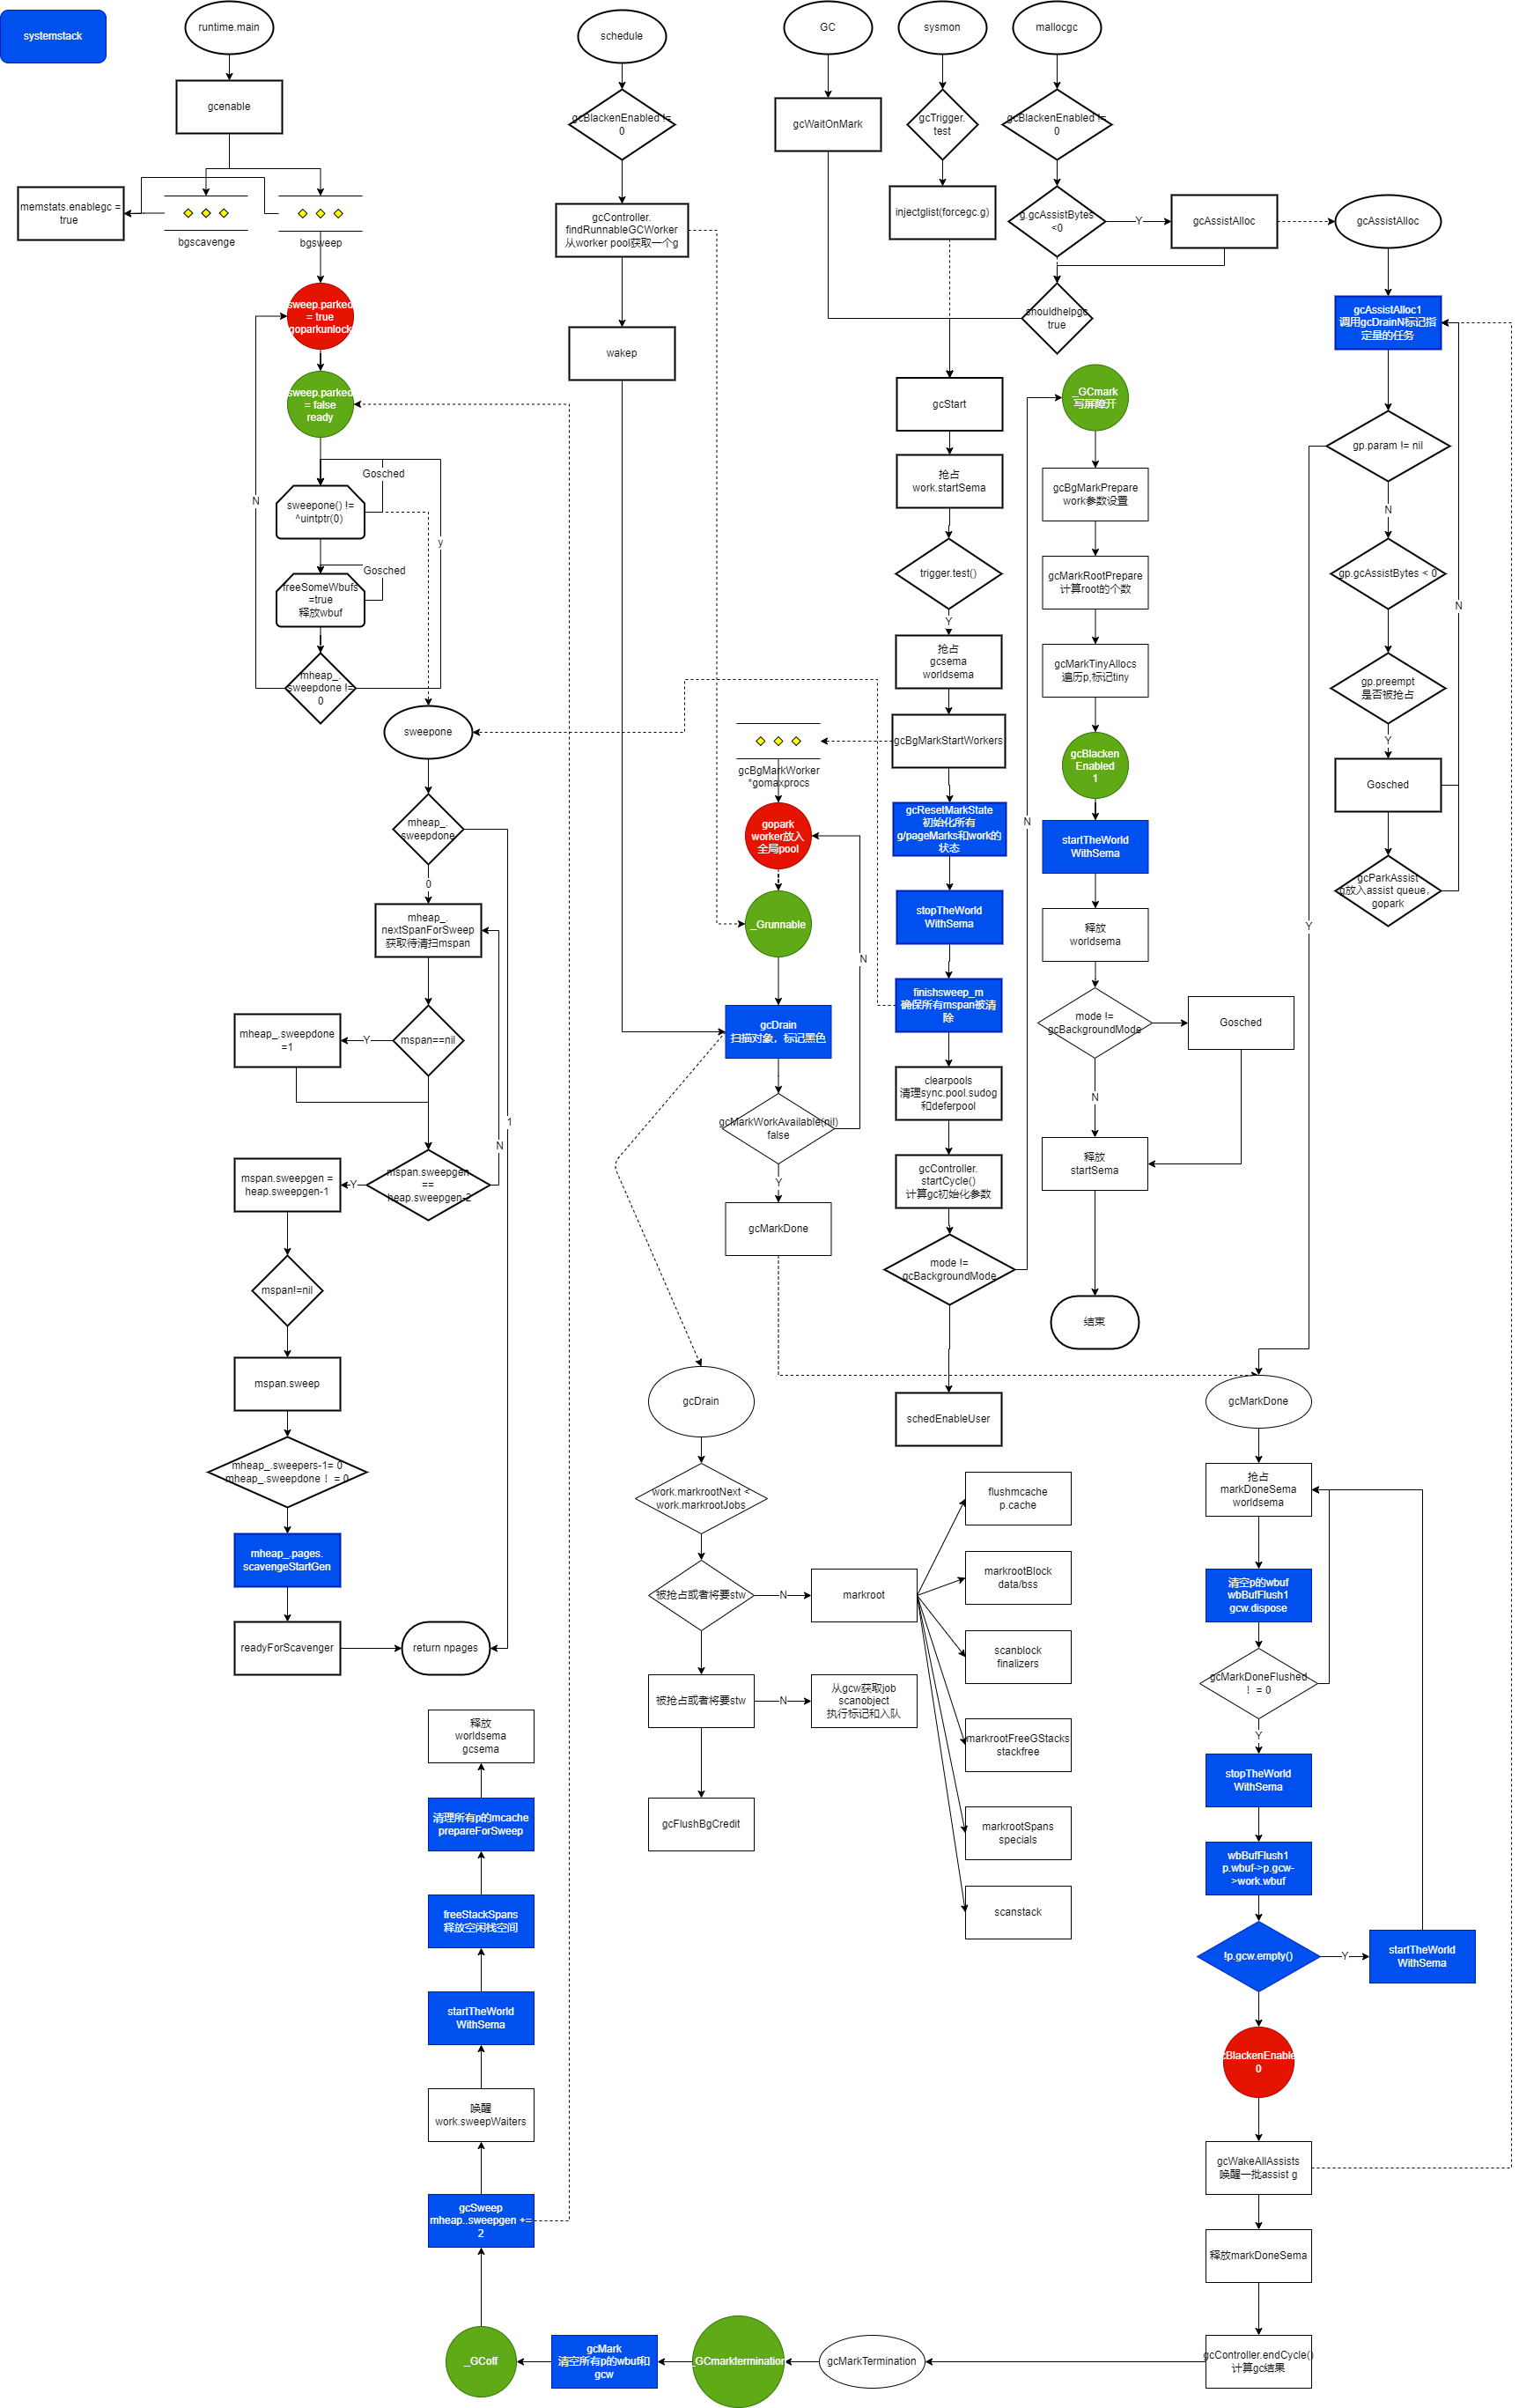 systemstack
runtime.main
gcenable
memstats.enablegc =
true
bgscavenge
bgsweep
sweep.parked
= true
goparkunlock
sweep.parked
= false
ready
Gosched
sweepone() !=
^uintptr(0)
Gosched
freeSomeWbufs
=true
释放wbuf
mheap_.
sweepdone !=
0
N
y
sweepone
mheap_.
sweepdone
0
1
mheap_.
nextSpanForSweep
获取待清扫mspan
mspan==nil
Y
mheap_.sweepdone
=1
mspan.sweepgen
==
heap.sweepgen-2
N
Y
mspan.sweepgen =
heap.sweepgen-1
mspan!=nil
mspan.sweep
mheap_.sweepers-1= 0
mheap_.sweepdone ! = 0
mheap_.pages.
scavengeStartGen
readyForScavenger
return npages
schedule
gcBlackenEnabled !=
0
gcController.
findRunnableGCWorker
从worker pool获取一个g
wakep
GC
gcWaitOnMark
sysmon
gcTrigger.
test
injectglist(forcegc.g)
mallocgc
gcBlackenEnabled !=
0
g.gcAssistBytes
<0
Y
gcAssistAlloc
shouldhelpgc
true
gcStart
抢占
work.startSema
trigger.test()
Y
抢占
gcsema
worldsema
gcBgMarkStartWorkers
gcBgMarkWorker
*gomaxprocs
gopark
worker放入
全局pool
_Grunnable
gcDrain
扫描对象，标记黑色
gcMarkWorkAvailable(nil)
false
N
Y
gcMarkDone
gcResetMarkState
初始化所有
g/pageMarks和work的
状态
stopTheWorld
WithSema
finishsweep_m
确保所有mspan被清
除
clearpools
清理sync.pool.sudog
和deferpool
gcController.
startCycle()
计算gc初始化参数
mode !=
gcBackgroundMode
N
schedEnableUser
_GCmark
写屏障开
gcBgMarkPrepare
work参数设置
gcMarkRootPrepare
计算root的个数
gcMarkTinyAllocs
遍历p,标记tiny
gcBlacken
Enabled
1
startTheWorld
WithSema
释放
worldsema
mode !=
gcBackgroundMode
Gosched
N
释放
startSema
结束
gcAssistAlloc
gcAssistAlloc1
调用gcDrainN标记指
定量的任务
gp.param != nil
N
gp.gcAssistBytes < 0
gp.preempt
是否被抢占
Y
Gosched
gcParkAssist
g放入assist queue，
gopark
N
Y
gcDrain
work.markrootNext <
work.markrootJobs
被抢占或者将要stw
N
markroot
被抢占或者将要stw
N
从gcw获取job
scanobject
执行标记和入队
gcFlushBgCredit
flushmcache
p.cache
markrootBlock
data/bss
scanblock
finalizers
markrootFreeGStacks
stackfree
markrootSpans
specials
scanstack
gcMarkDone
抢占
markDoneSema
worldsema
清空p的wbuf
wbBufFlush1
gcw.dispose
gcMarkDoneFlushed
! = 0
Y
stopTheWorld
WithSema
wbBufFlush1
p.wbuf->p.gcw-
>work.wbuf
!p.gcw.empty()
Y
startTheWorld
WithSema
gcBlackenEnable
0
gcWakeAllAssists
唤醒一批assist g
释放markDoneSema
gcController.endCycle()
计算gc结果
gcMarkTermination
_GCmarktermination
gcMark
清空所有p的wbuf和
gcw
_GCoff
gcSweep
mheap..sweepgen +=
2
唤醒
work.sweepWaiters
startTheWorld
WithSema
freeStackSpans
释放空闲栈空间
清理所有p的mcache
prepareForSweep
释放
worldsema
gcsema